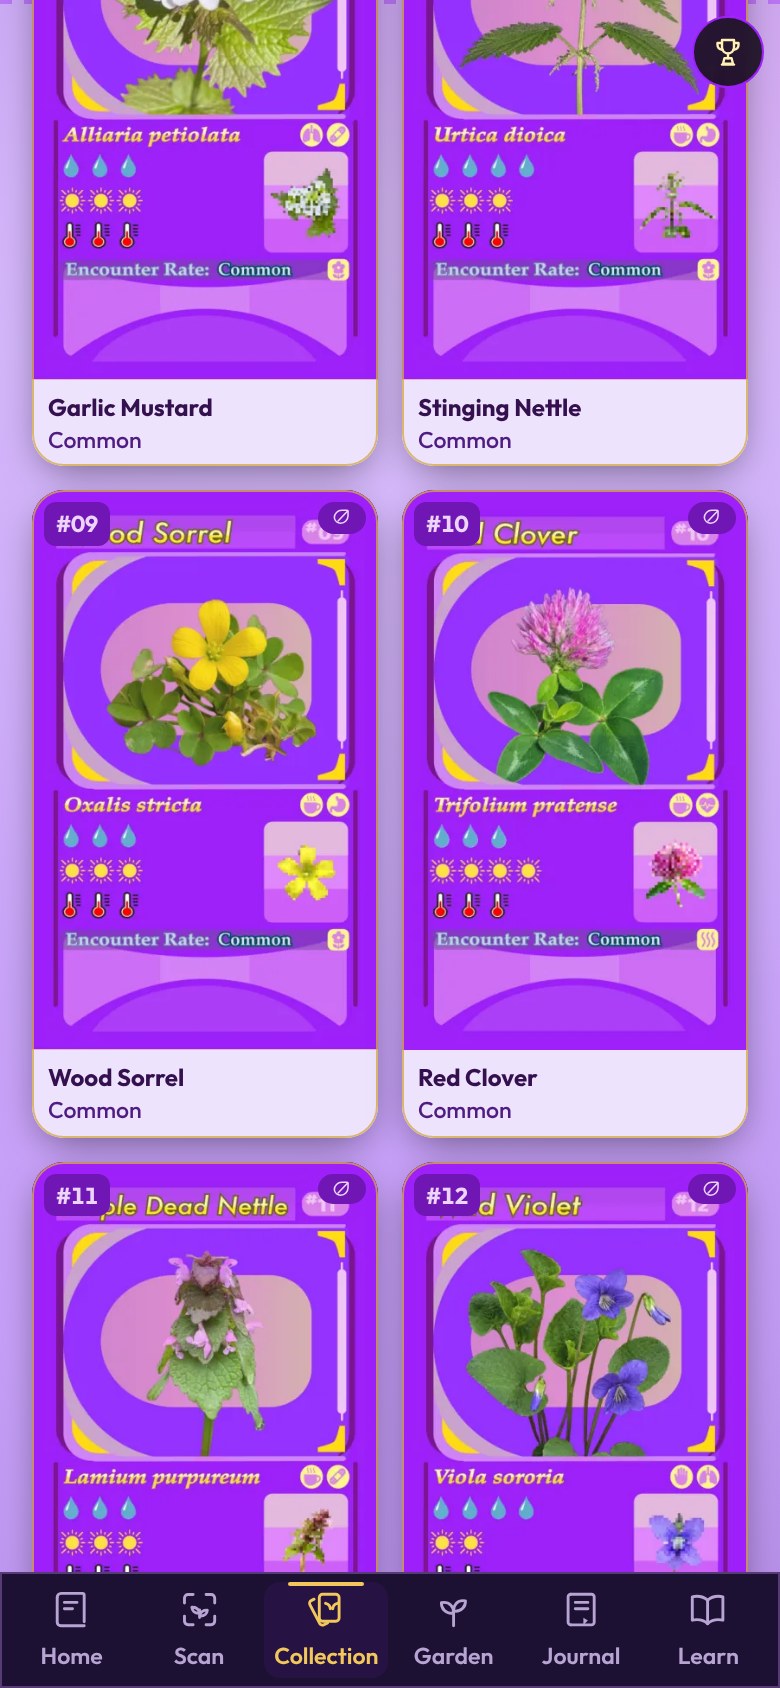 Alliaria petiolata
Urtica dioica
Encounter Rate: Common
Encounter Rate: Common
Garlic Mustard
Common
Stinging Nettle
Common
#09
od Sorrel
#10
Clover
Oxalis stricta
Trifolium pratense
Encounter Rate: Common
Encounter Rate: Common
Wood Sorrel
Common
Red Clover
Common
#11
ple Dead Nettle
#12
d Violet
Lamium purpureum
Viola sororia
Home
Scan
Collection
Garden
Journal
Learn